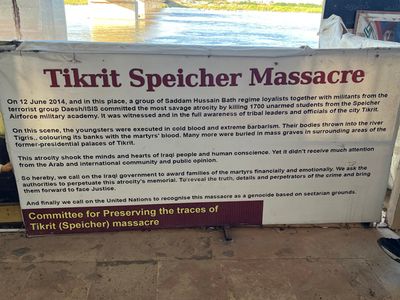 Tikrit Speicher Massacre
On 12 June 2014, and in this place, a group of Saddam Hussain Bath regime loyalists together with militants from the
terrorist group Daesh/ISIS committed the most savage atrocity by killing 1700 unarmed students from the Speicher
Airforce military academy. It was witnessed and in the full awareness of tribal leaders and officials of the city Tikrit.
On this scene, the youngsters were executed in cold blood and extreme barbarism. Their bodies thrown into the river
Tigris,. colouring its banks with the martyrs' blood. Many more were buried in mass graves in surrounding areas of the
former-presidential palaces of Tikrit.
This atrocity shook the minds and hearts of Iraqi people and human conscience. Yet it didn't receive much attention
from the Arab and international community and public opinion.
So hereby, we call on the Iraqi government to award families of the martyrs financially and emotionally. We ask the
authorities to perpetuate this atrocity's memorial. To reveal the truth, details and perpetrators of the crime and bring
them forward to face Justice.
And finally we call on the United Nations to recognise this massacre as a genocide based on sectarian grounds.
Committee for Preserving the traces of
Tikrit (Speicher) massacre